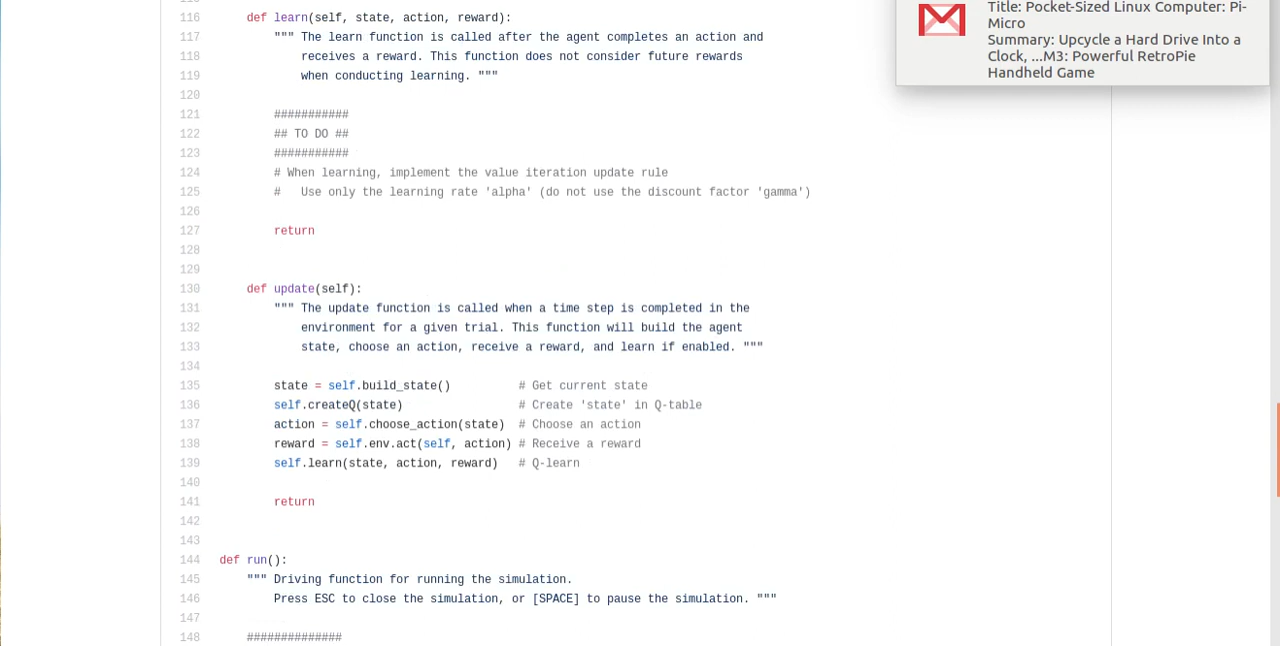 116 def learn(self, state, action, reward):
117 """ The learn function is called after the agent completes an action and
118 receives a reward. This function does not consider future rewards
119 when conducting learning. """
120
121 ###########
122 ## TO DO ##
123 ###########
124 # When learning, implement the value iteration update rule
125 #   Use only the learning rate 'alpha' (do not use the discount factor 'gamma')
126
127 return
128
129
130 def update(self):
131 """ The update function is called when a time step is completed in the
132 environment for a given trial. This function will build the agent
133 state, choose an action, receive a reward, and learn if enabled. """
134
135 state = self.build_state()          # Get current state
136 self.createQ(state)                 # Create 'state' in Q-table
137 action = self.choose_action(state)  # Choose an action
138 reward = self.env.act(self, action) # Receive a reward
139 self.learn(state, action, reward)   # Q-learn
140
141 return
142
143
144 def run():
145 """ Driving function for running the simulation.
146 Press ESC to close the simulation, or [SPACE] to pause the simulation. """
147
148 ##############
Title: Pocket-Sized Linux Computer: Pi-
Micro
Summary: Upcycle a Hard Drive Into a
Clock, ...M3: Powerful RetroPie
Handheld Game